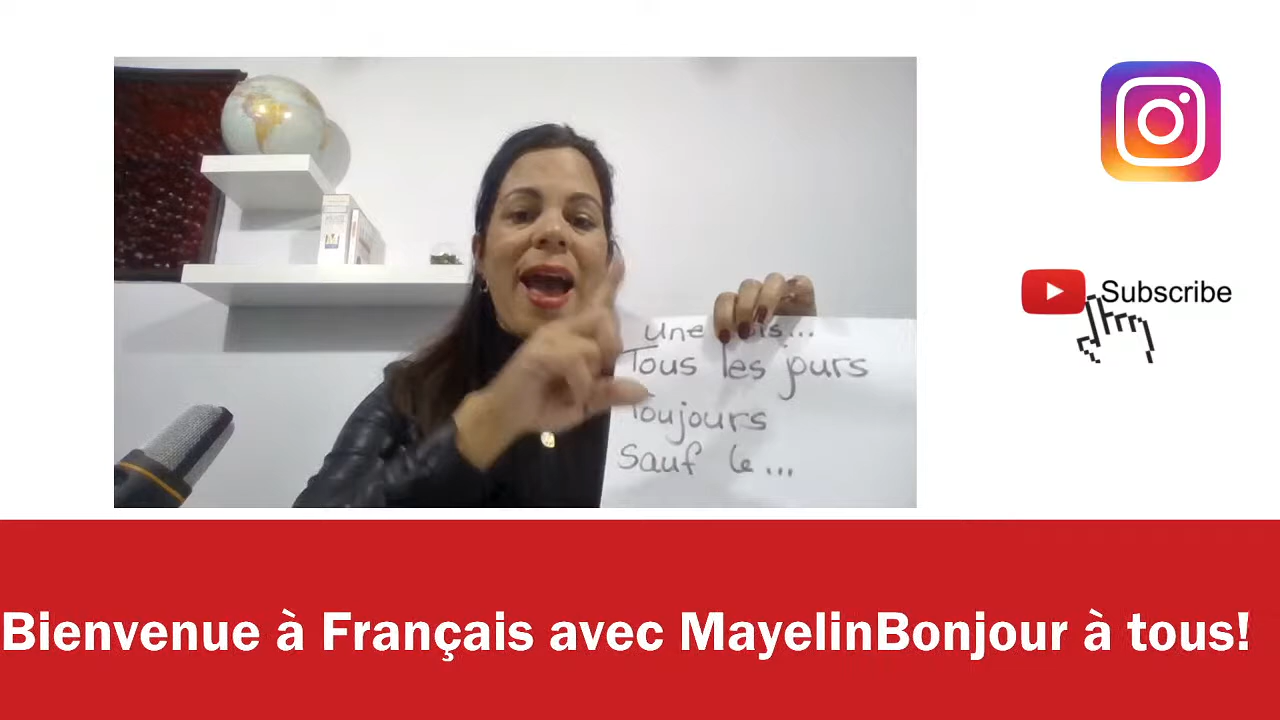 Subscribe
une
Tous les jours
Toujours
Sauf le...
Bienvenue à Français avec MayelinBonjour à tous!